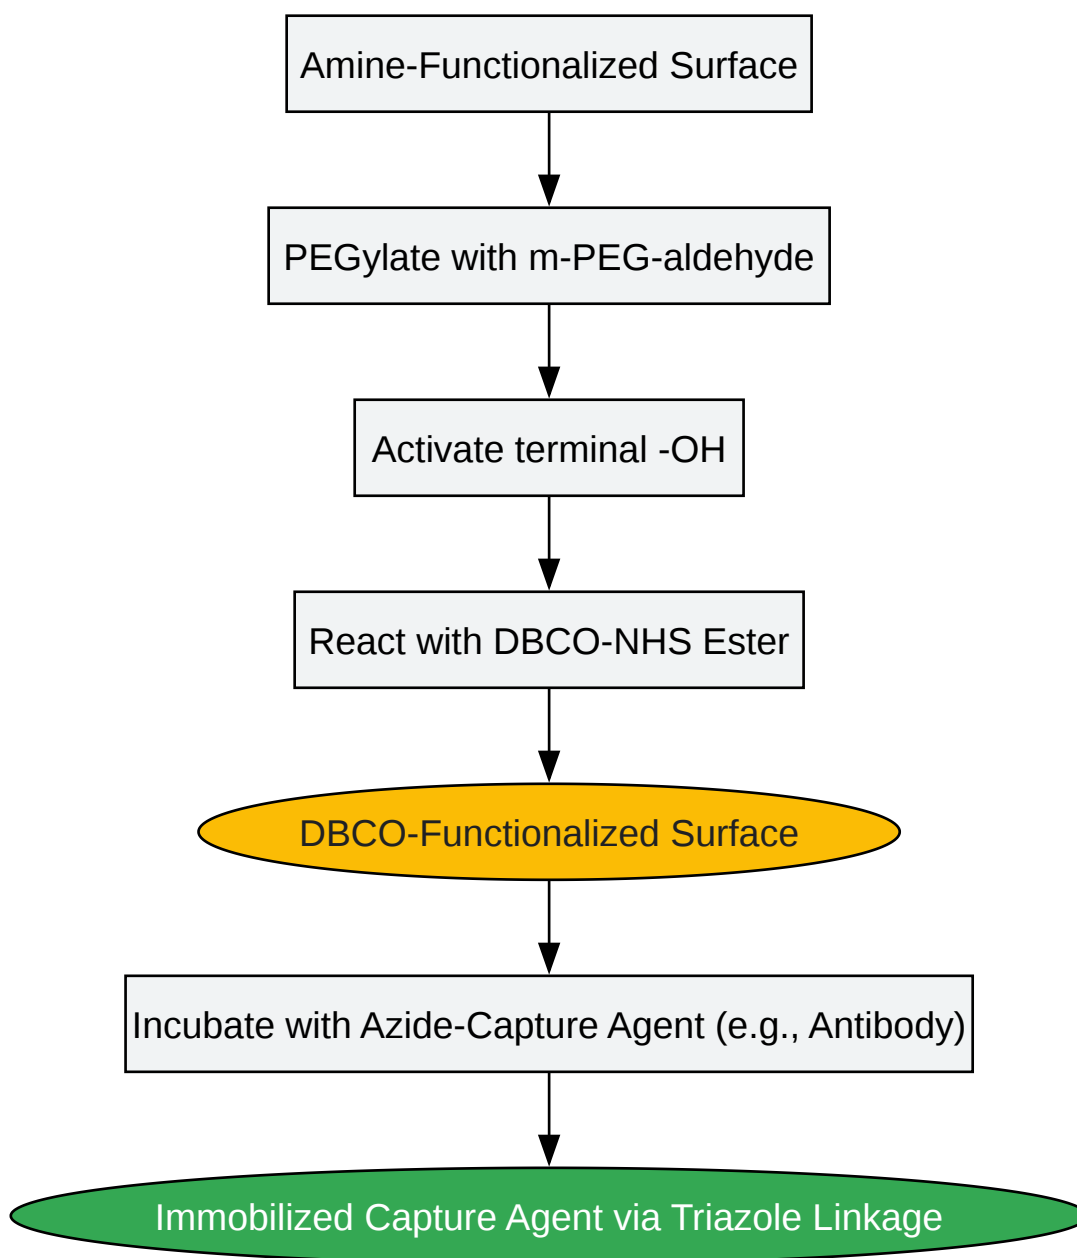 Amine-Functionalized Surface
PEGylate with m-PEG-aldehyde
Activate terminal -OH
React with DBCO-NHS Ester
DBCO-Functionalized Surface
Incubate with Azide-Capture Agent (e.g., Antibody)
Immobilized Capture Agent via Triazole Linkage